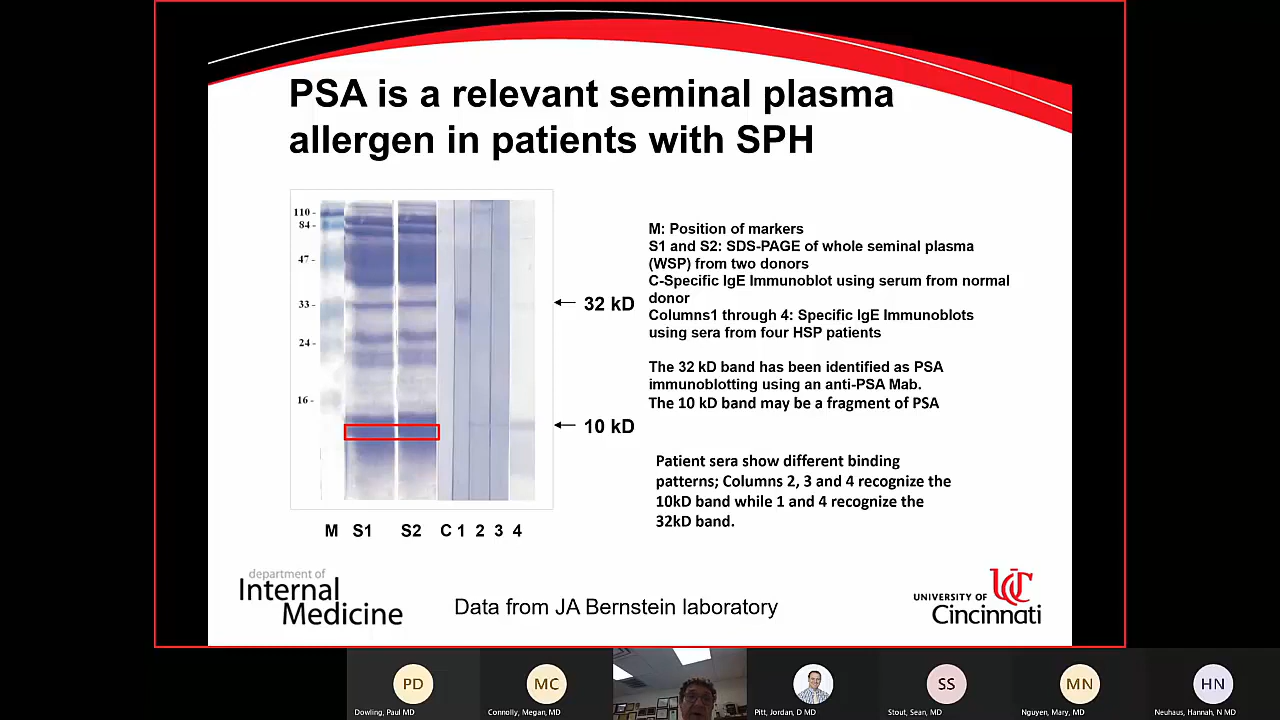 PSA is a relevant seminal plasma
allergen in patients with SPH
110 -
84 -
47 -
33 -
24 -
16 -
32 kD
10 kD
M S1 S2 C 1 2 3 4
M: Position of markers
S1 and S2: SDS-PAGE of whole seminal plasma
(WSP) from two donors
C-Specific IgE Immunoblot using serum from normal
donor
Columns1 through 4: Specific IgE Immunoblots
using sera from four HSP patients
The 32 kD band has been identified as PSA
immunoblotting using an anti-PSA Mab.
The 10 kD band may be a fragment of PSA
Patient sera show different binding
patterns; Columns 2, 3 and 4 recognize the
10kD band while 1 and 4 recognize the
32kD band.
department of
Internal
Medicine
Data from JA Bernstein laboratory
UC
UNIVERSITY OF
Cincinnati
PD
MC
SS
MN
HN
Dowling, Paul MD
Connolly, Megan, MD
Pitt, Jordan, D MD
Stout, Sean, MD
Nguyen, Mary, MD
Neuhaus, Hannah, N MD